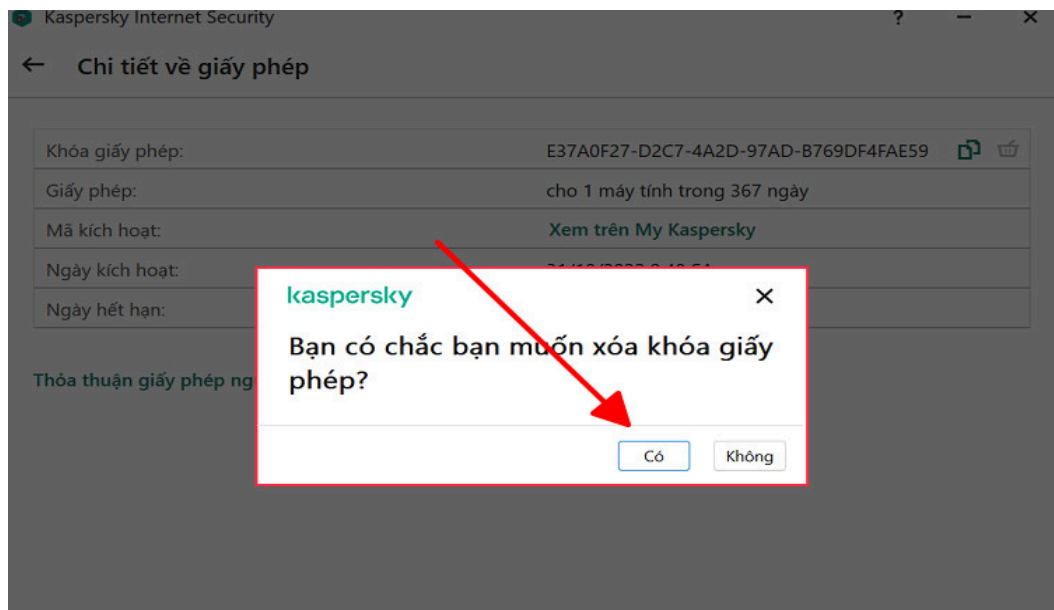 Kaspersky Internet Security
Chi tiết về giấy phép
Khóa giấy phép: E37A0F27-D2C7-4A2D-97AD-B769DF4FAE59
Giấy phép: cho 1 máy tính trong 367 ngày
Mã kích hoạt: Xem trên My Kaspersky
Ngày kích hoạt:
Ngày hết hạn:
Thỏa thuận giấy phép
kaspersky
Bạn có chắc bạn muốn xóa khóa giấy
phép?
Có Không